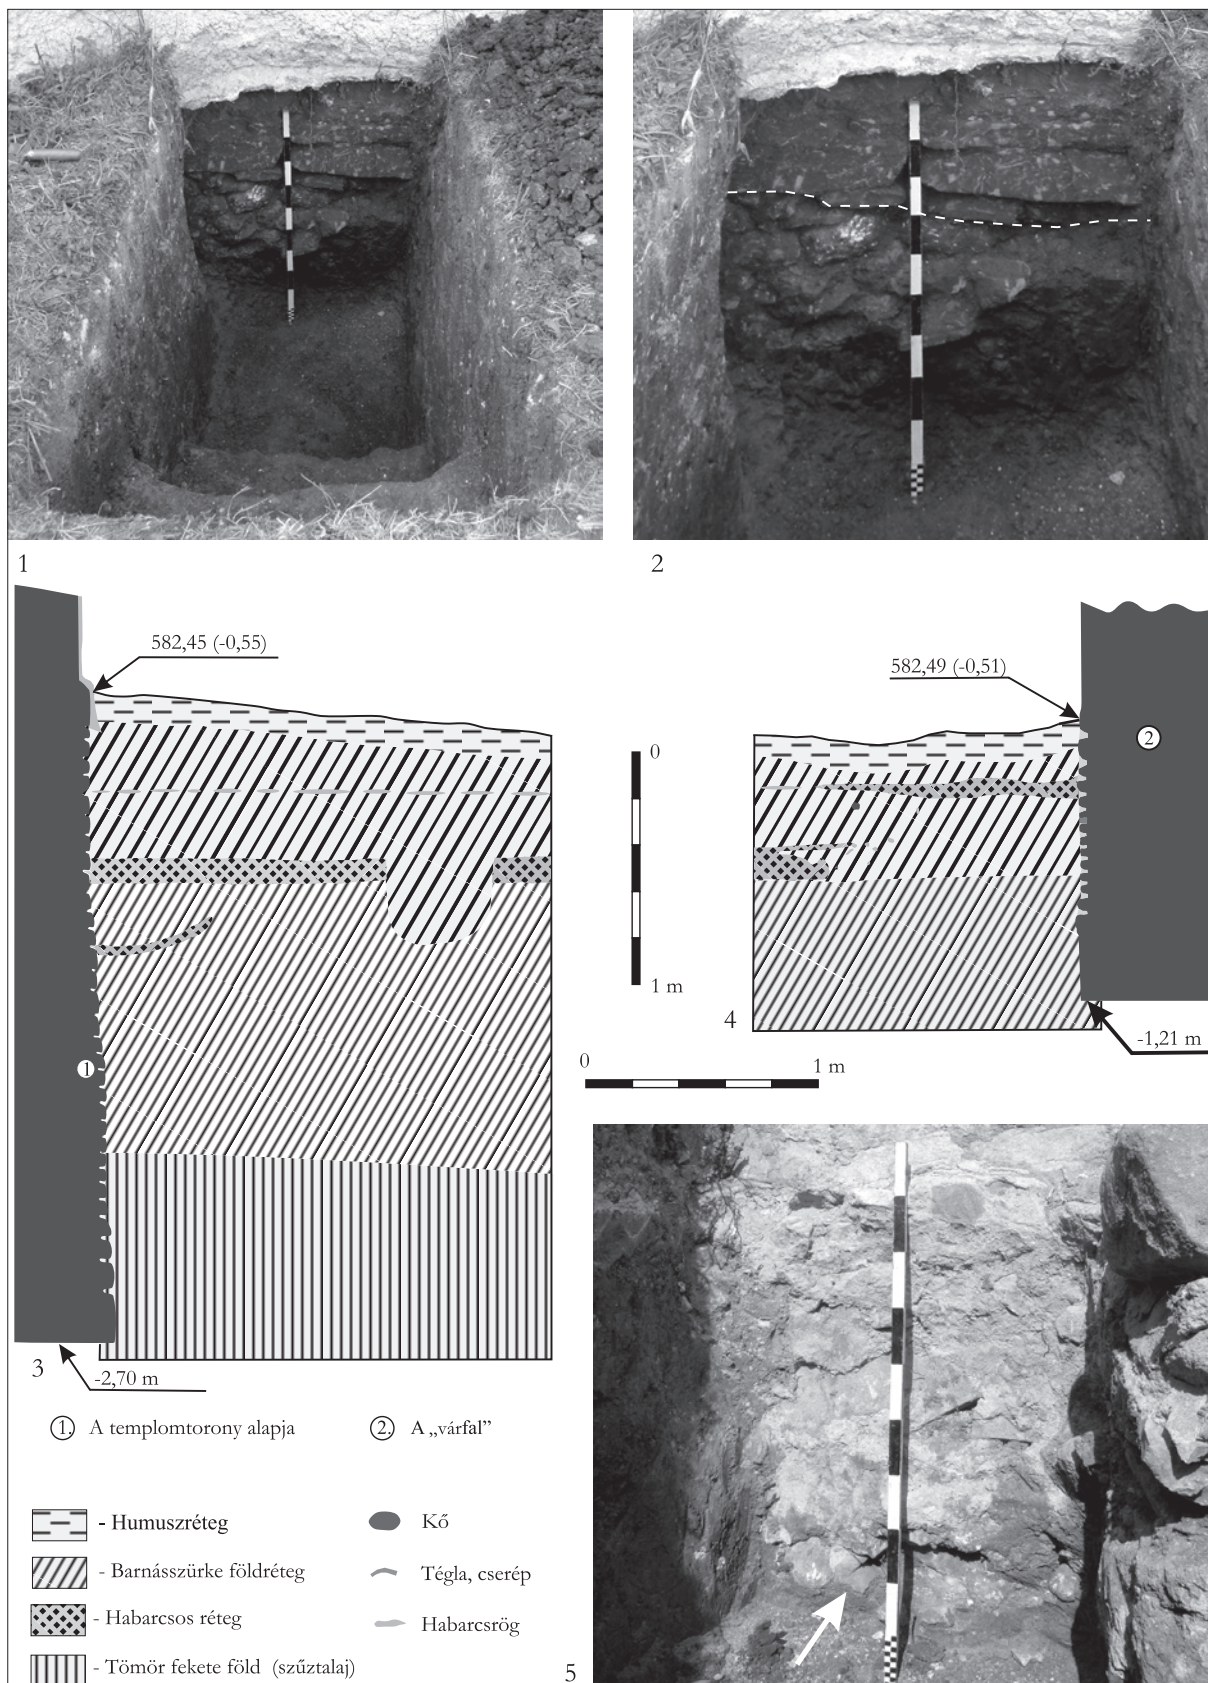 1
2
582,45 (-0,55)
582,49 (-0,51)
2
0
1 m
4
-1,21 m
0
1 m
1
3
-2,70 m
1. A templomtorony alapja
2. A „várfal”
- Humuszréteg
- Barnásszürke földréteg
- Habarcsos réteg
- Tömör fekete föld (szűztalaj)
Kő
Tégla, cserép
Habarcsrög
5